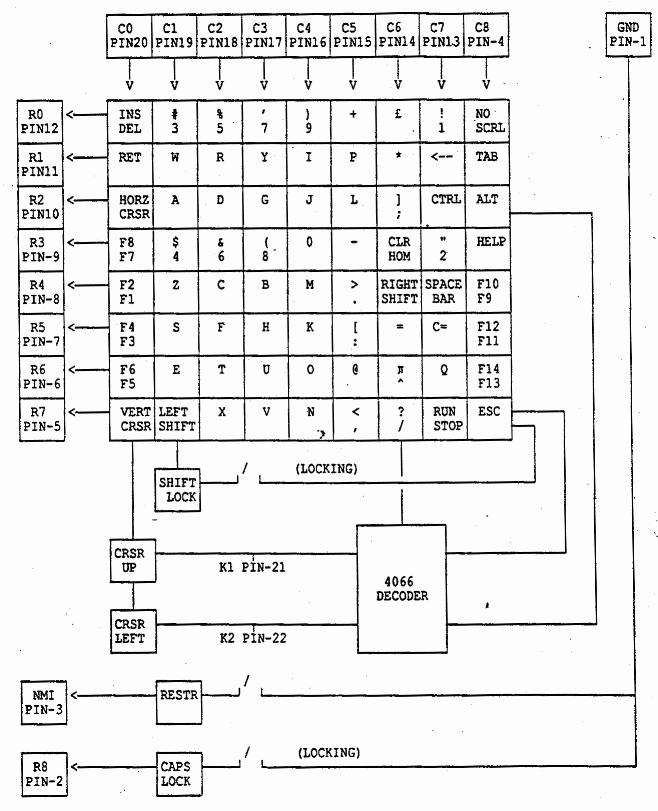 C0 C1 C2 C3 C4 C5 C6 C7 C8 GND
PIN20 PIN19 PIN18 PIN17 PIN16 PIN15 PIN14 PIN13 PIN-4 PIN-1
V V V V V V V V V
R0 <— INS # % ' ) + £ ! NO
PIN12 DEL 3 5 7 9 1 SCRL
R1 <— RET W R Y I P * <-- TAB
PIN11
R2 <— HORZ A D G J L ] CTRL ALT
PIN10 CRSR ;
R3 <— F8 $ & ( 0 - CLR " HELP
PIN-9 F7 4 6 8 HOM 2
R4 <— F2 Z C B M > RIGHT SPACE F10
PIN-8 F1 . SHIFT BAR F9
R5 <— F4 S F H K [ = C= F12
PIN-7 F3 : F11
R6 <— F6 E T U O @ π Q F14
PIN-6 F5 ^ F13
R7 <— VERT LEFT X V N < ? RUN ESC
PIN-5 CRSR SHIFT , / STOP
SHIFT / (LOCKING)
LOCK
CRSR
UP K1 PIN-21
4066
DECODER
CRSR
LEFT K2 PIN-22
NMI <— RESTR /
PIN-3
R8 <— CAPS / (LOCKING)
PIN-2 LOCK